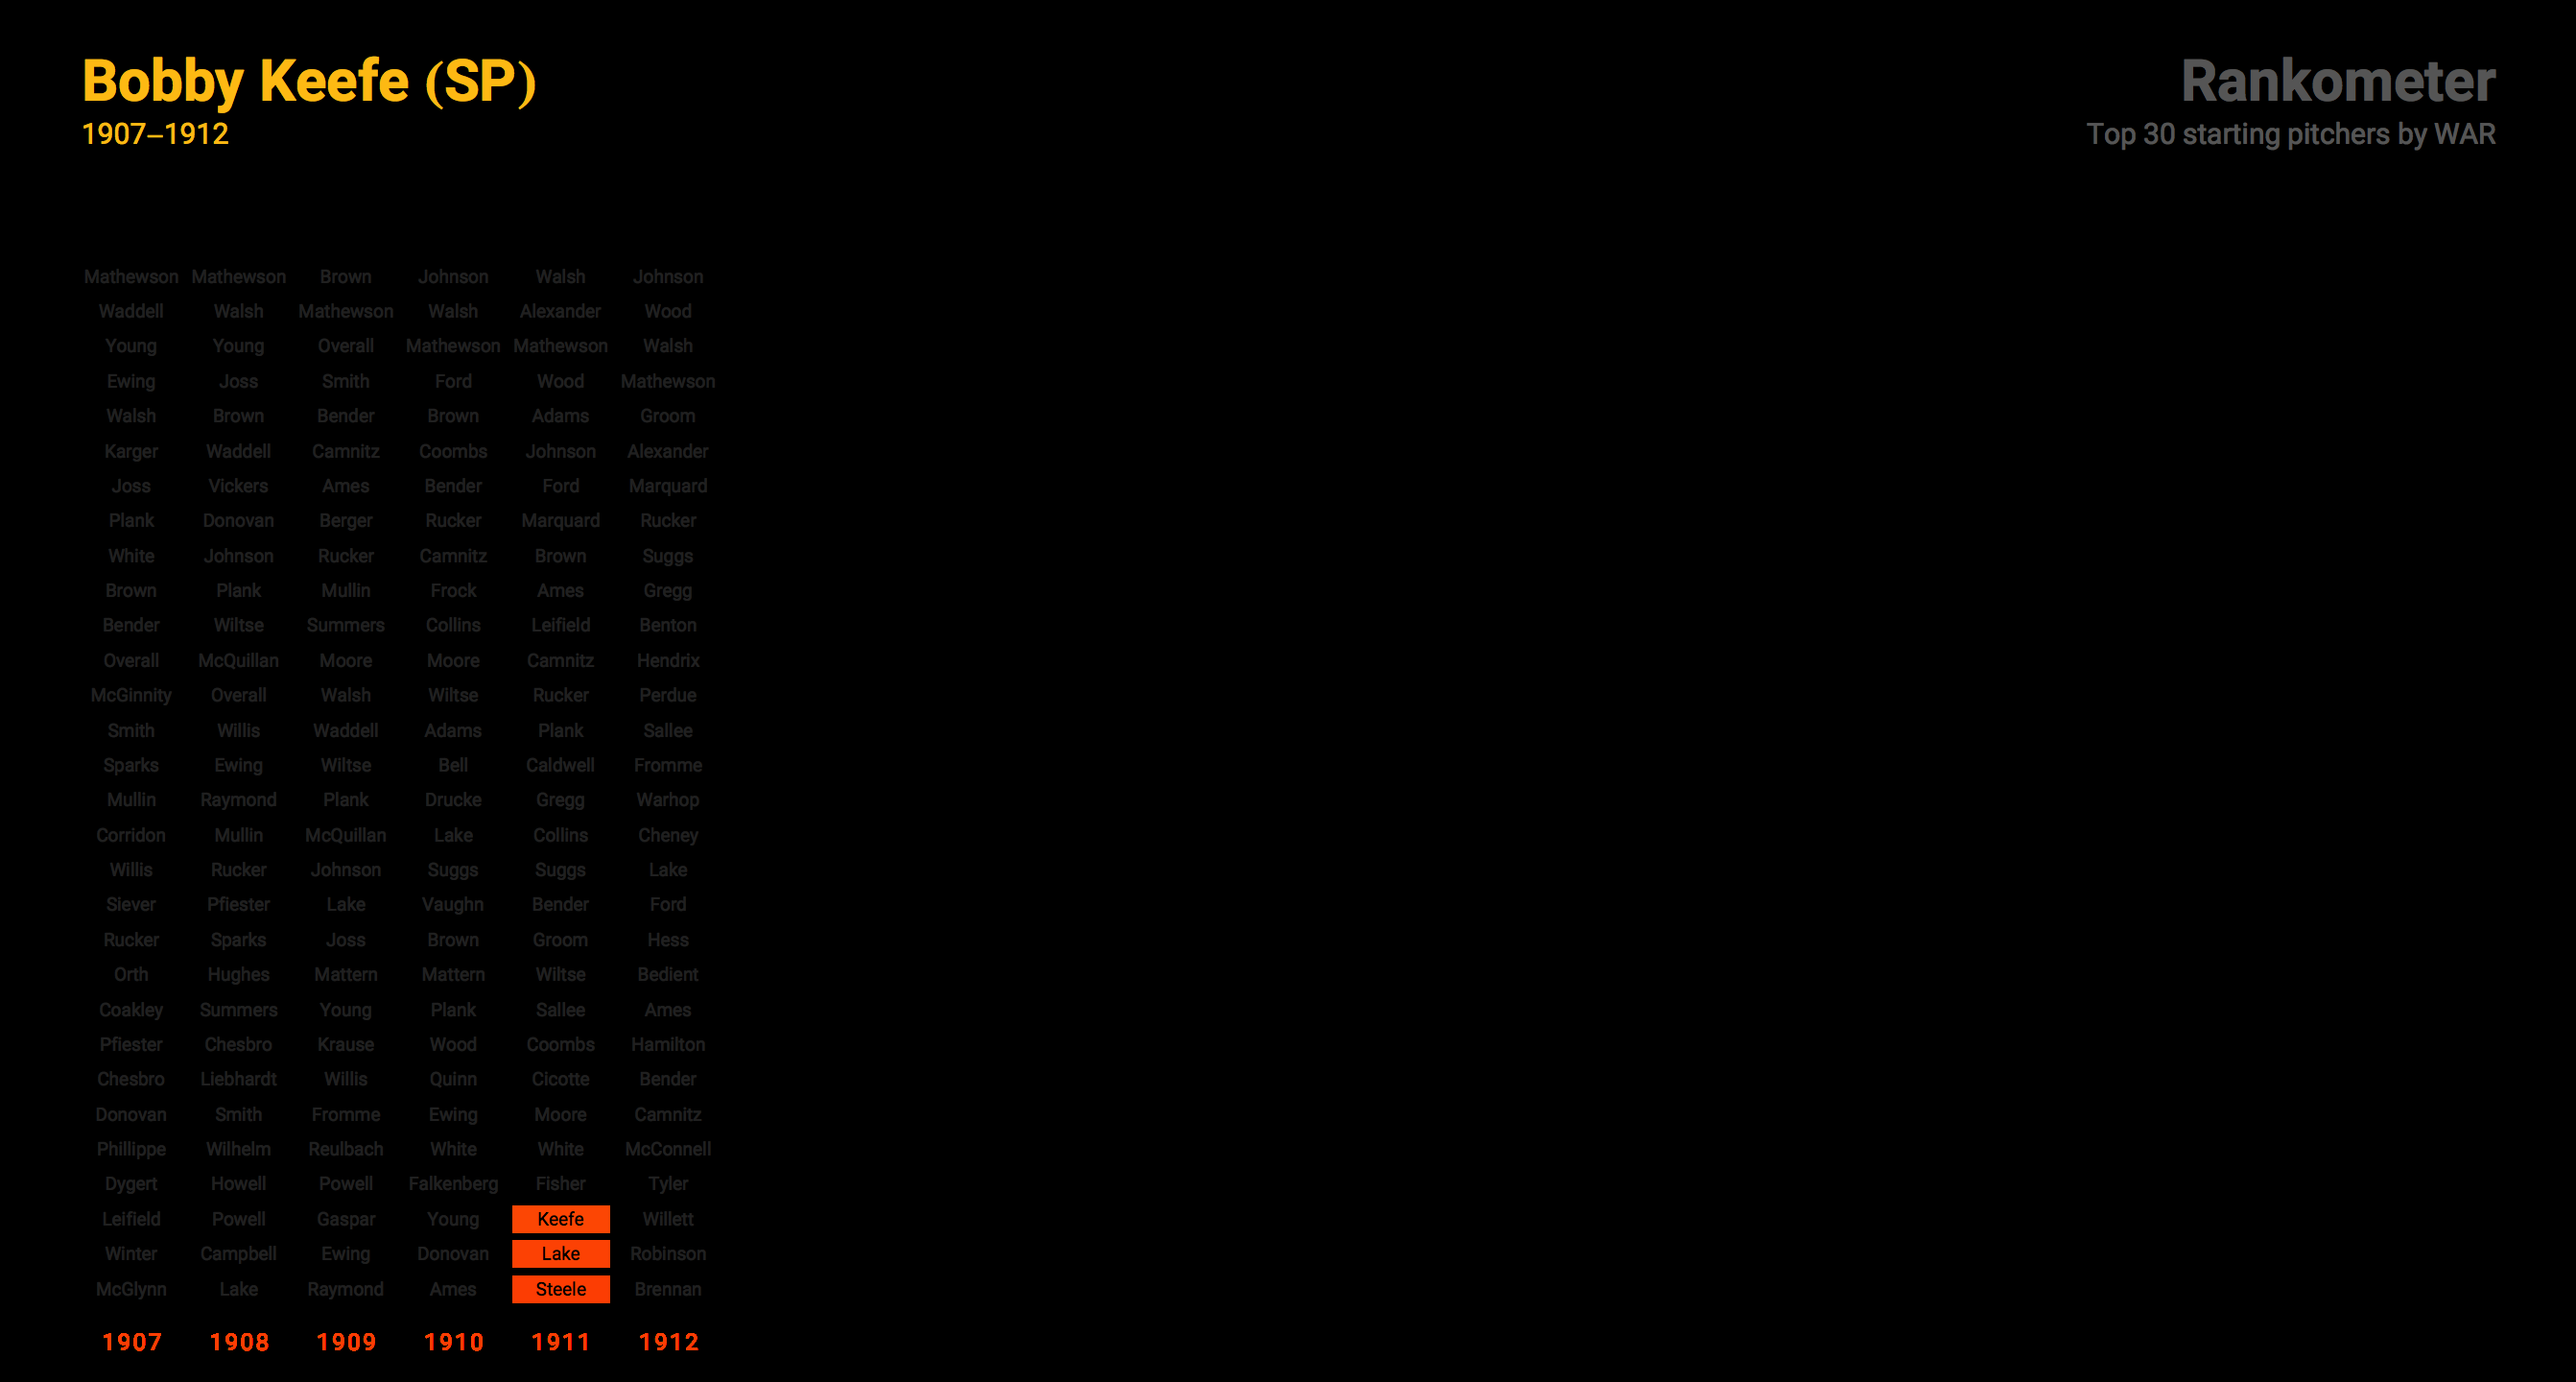 Bobby Keefe (SP)
1907–1912
Rankometer
Top 30 starting pitchers by WAR
Mathewson Mathewson Brown Johnson Walsh Johnson
Waddell Walsh Mathewson Walsh Alexander Wood
Young Young Overall Mathewson Mathewson Walsh
Ewing Joss Smith Ford Wood Mathewson
Walsh Brown Bender Brown Adams Groom
Karger Waddell Camnitz Coombs Johnson Alexander
Joss Vickers Ames Bender Ford Marquard
Plank Donovan Berger Rucker Marquard Rucker
White Johnson Rucker Camnitz Brown Suggs
Brown Plank Mullin Frock Ames Gregg
Bender Wiltse Summers Collins Leifield Benton
Overall McQuillan Moore Moore Camnitz Hendrix
McGinnity Overall Walsh Wiltse Rucker Perdue
Smith Willis Waddell Adams Plank Sallee
Sparks Ewing Wiltse Bell Caldwell Fromme
Mullin Raymond Plank Drucke Gregg Warhop
Corridon Mullin McQuillan Lake Collins Cheney
Willis Rucker Johnson Suggs Suggs Lake
Slever Pfiester Lake Vaughn Bender Ford
Rucker Sparks Joss Brown Groom Hess
Orth Hughes Mattern Mattern Wiltse Bedient
Coakley Summers Young Plank Sallee Ames
Pfiester Chesbro Krause Wood Coombs Hamilton
Chesbro Liebhardt Willis Quinn Cicotte Bender
Donovan Smith Fromme Ewing Moore Camnitz
Phillippe Wilhelm Reulbach White White McConnell
Dygert Howell Powell Falkenberg Fisher Tyler
Leifield Powell Gaspar Young Keefe Willett
Winter Campbell Ewing Donovan Lake Robinson
McGlynn Lake Raymond Ames Steele Brennan
1907 1908 1909 1910 1911 1912